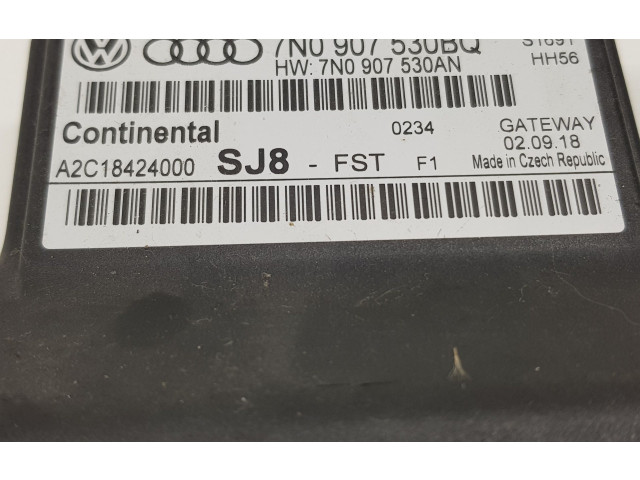 7N0 907 530BQ
HW: 7N0 907 530AN
S1691
HH56
Continental 0234 GATEWAY
02.09.18
A2C18424000 SJ8 - FST F1 Made in Czech Republic